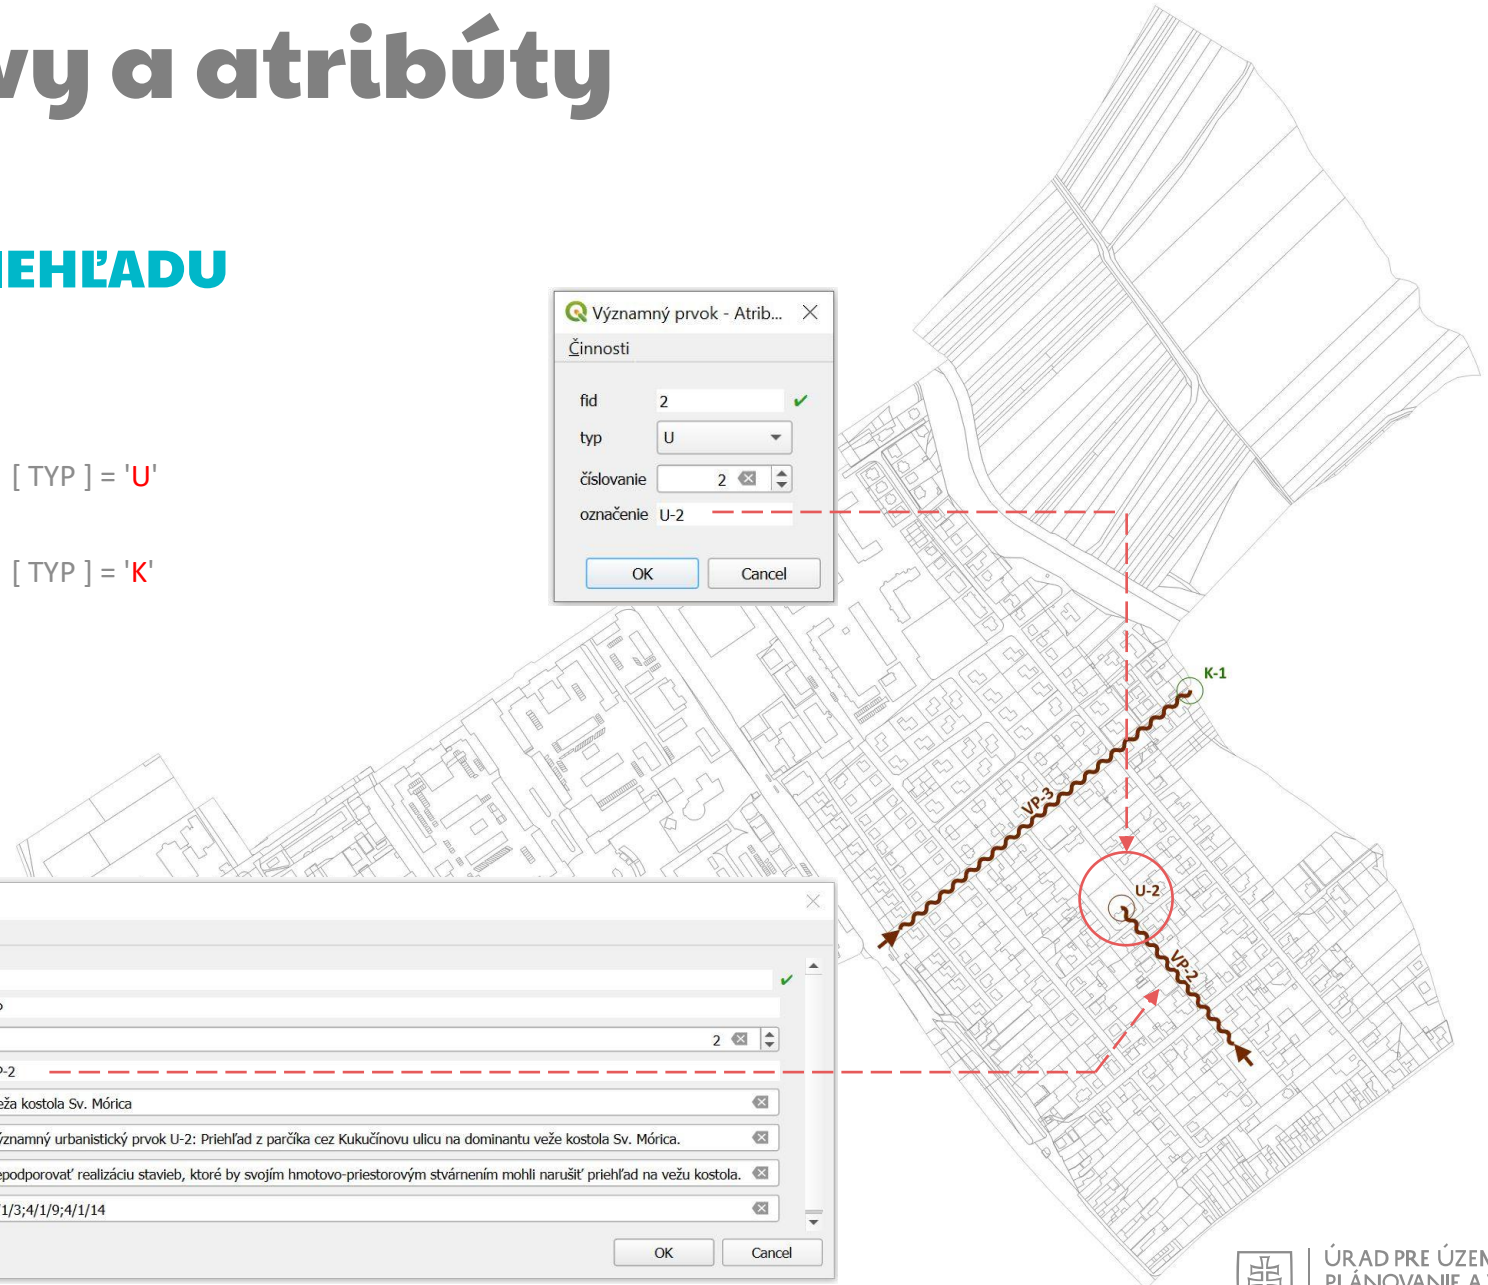 vy a atribúty
IEHĽADU
[ TYP ] = 'U'
[ TYP ] = 'K'
Významný prvok - Atrib...
Činnosti
fid 2
typ U
číslovanie 2
označenie U-2
OK Cancel
K-1
VP-3
U-2
VP-2
2
P-2
eža kostola Sv. Mórica
ýznamný urbanistický prvok U-2: Priehľad z parčíka cez Kukučínovu ulicu na dominantu veže kostola Sv. Mórica.
epodporovať realizáciu stavieb, ktoré by svojím hmotovo-priestorovým stvárnením mohli narušiť priehľad na vežu kostola.
/1/3;4/1/9;4/1/14
OK Cancel
ÚRAD PRE ÚZEM
PLÁNOVANIE A